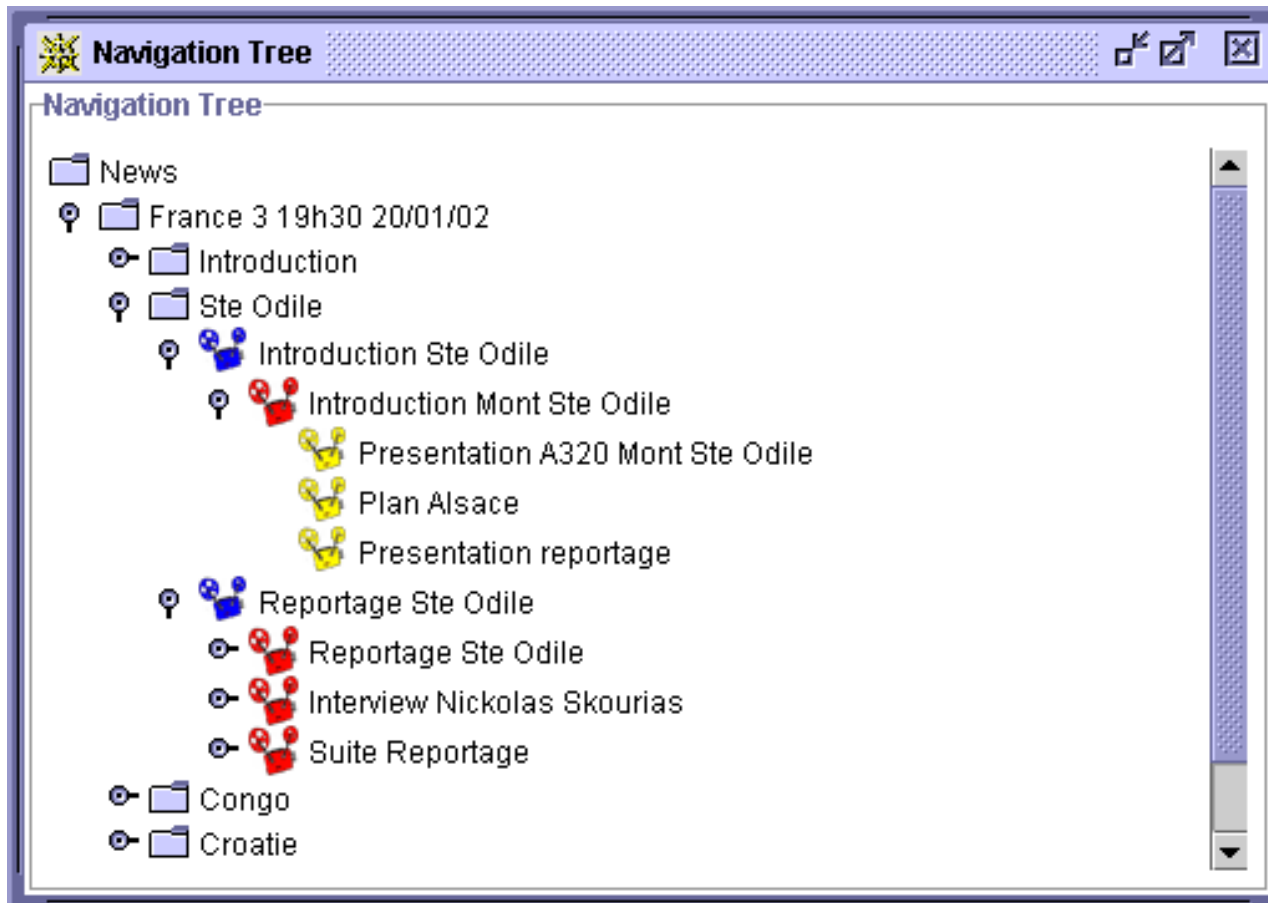 Navigation Tree
Navigation Tree
News
France 3 19h30 20/01/02
Introduction
Ste Odile
Introduction Ste Odile
Introduction Mont Ste Odile
Presentation A320 Mont Ste Odile
Plan Alsace
Presentation reportage
Reportage Ste Odile
Reportage Ste Odile
Interview Nickolas Skourias
Suite Reportage
Congo
Croatie